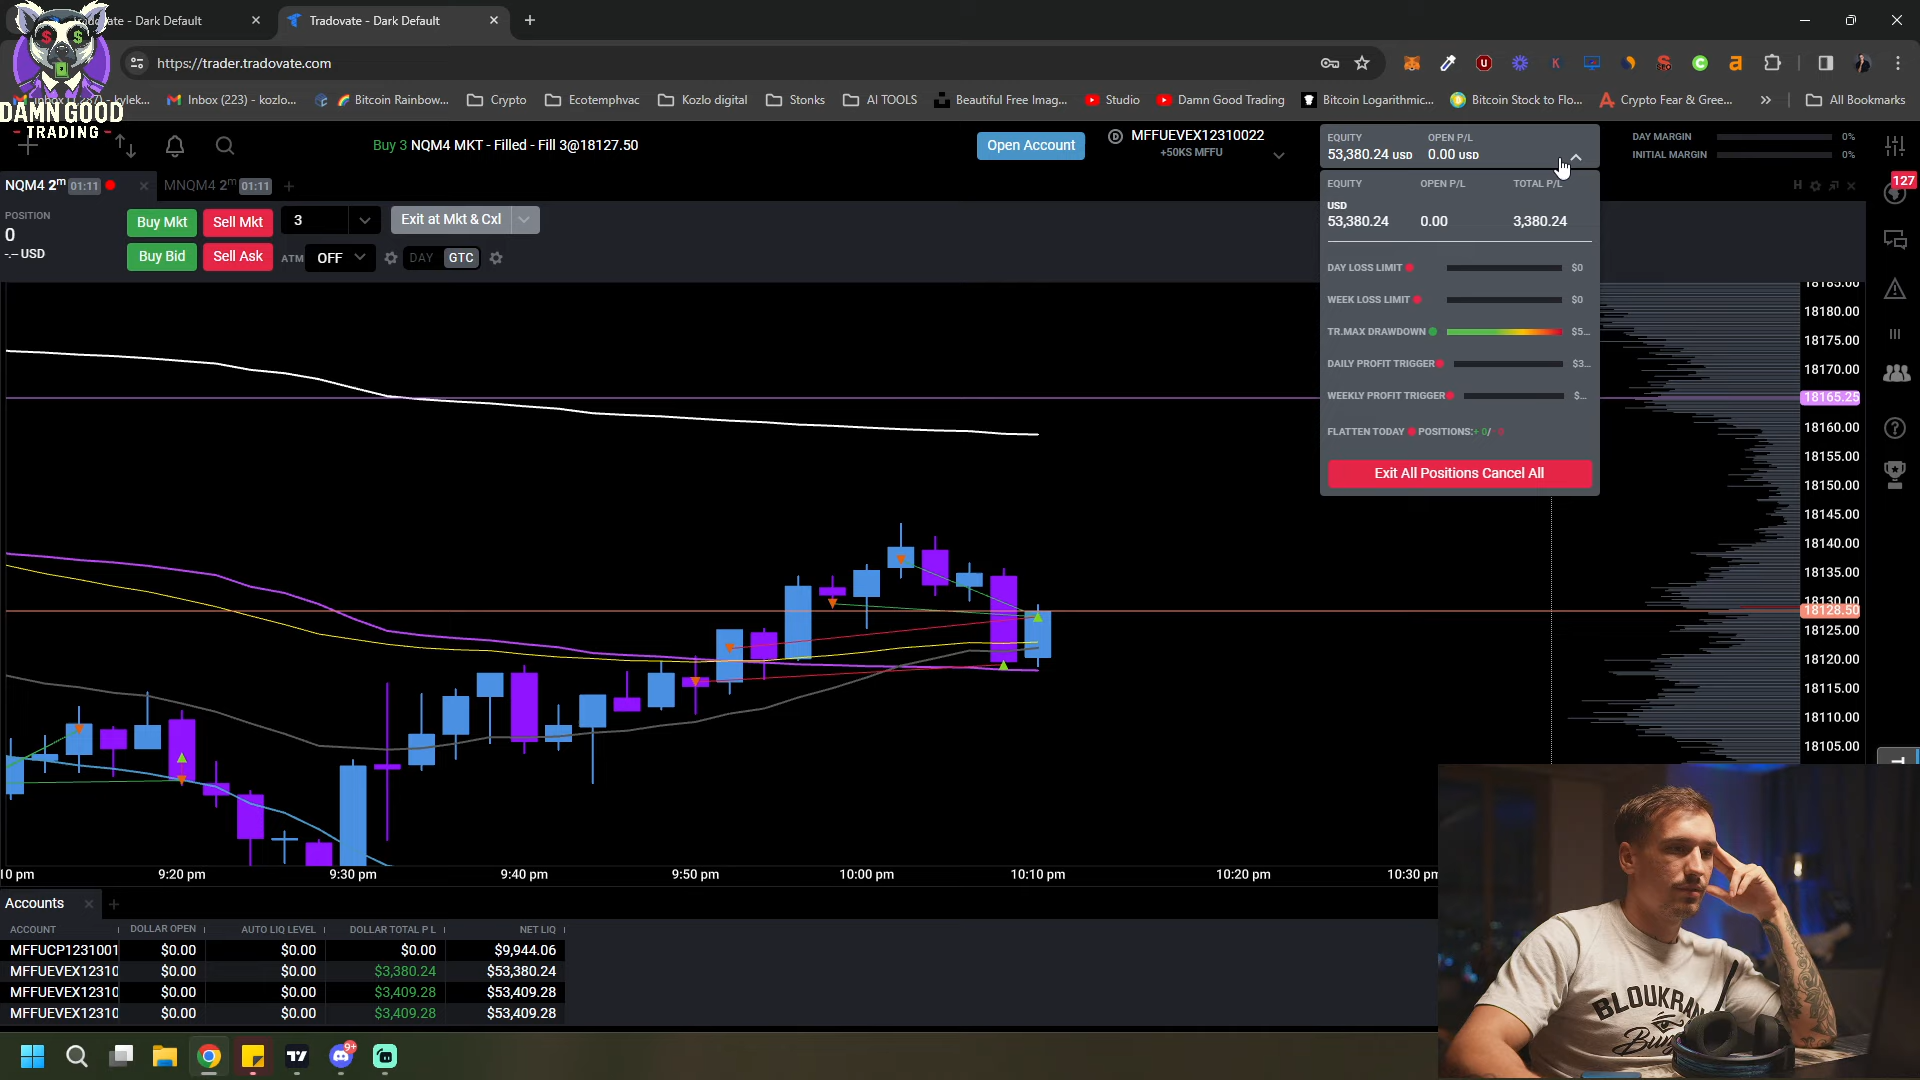 Tradovate - Dark Default
https://trader.tradovate.com
DAMN GOOD
TRADING
Inbox (223) - kozlo...
Bitcoin Rainbow...
Crypto
Ecotemphvac
Kozlo digital
Stonks
AI TOOLS
Beautiful Free Imag...
Studio
Damn Good Trading
Bitcoin Logarithmic...
Bitcoin Stock to Flo...
Crypto Fear & Gree...
All Bookmarks
Buy 3 NQM4 MKT - Filled - Fill 3@18127.50
Open Account
MFFUEVEX12310022
+50KS MFFU
EQUITY
53,380.24 USD
OPEN P/L
0.00 USD
DAY MARGIN 0%
INITIAL MARGIN 0%
NQM4 2m 01:11
MNQM4 2m 01:11
127
POSITION
0
-.-- USD
Buy Mkt
Sell Mkt
3
Exit at Mkt & Cxl
Buy Bid
Sell Ask
ATM
OFF
DAY
GTC
EQUITY OPEN P/L TOTAL P/L
USD
53,380.24 0.00 3,380.24
DAY LOSS LIMIT $0
WEEK LOSS LIMIT $0
TR.MAX DRAWDOWN $5...
DAILY PROFIT TRIGGER $3...
WEEKLY PROFIT TRIGGER $...
FLATTEN TODAY POSITIONS:+ 0/
Exit All Positions Cancel All
18185.00
18180.00
18175.00
18170.00
18165.25
18160.00
18155.00
18150.00
18145.00
18140.00
18135.00
18130.00
18128.50
18125.00
18120.00
18115.00
18110.00
18105.00
9:20 pm
9:30 pm
9:40 pm
9:50 pm
10:00 pm
10:10 pm
10:20 pm
10:30 pm
Accounts
ACCOUNT DOLLAR OPEN AUTO LIQ LEVEL DOLLAR TOTAL P L NET LIQ
MFFUCP1231001 $0.00 $0.00 $0.00 $9,944.06
MFFUEVEX12310 $0.00 $0.00 $3,380.24 $53,380.24
MFFUEVEX12310 $0.00 $0.00 $3,409.28 $53,409.28
MFFUEVEX12310 $0.00 $0.00 $3,409.28 $53,409.28
9+
BLOUKRANS